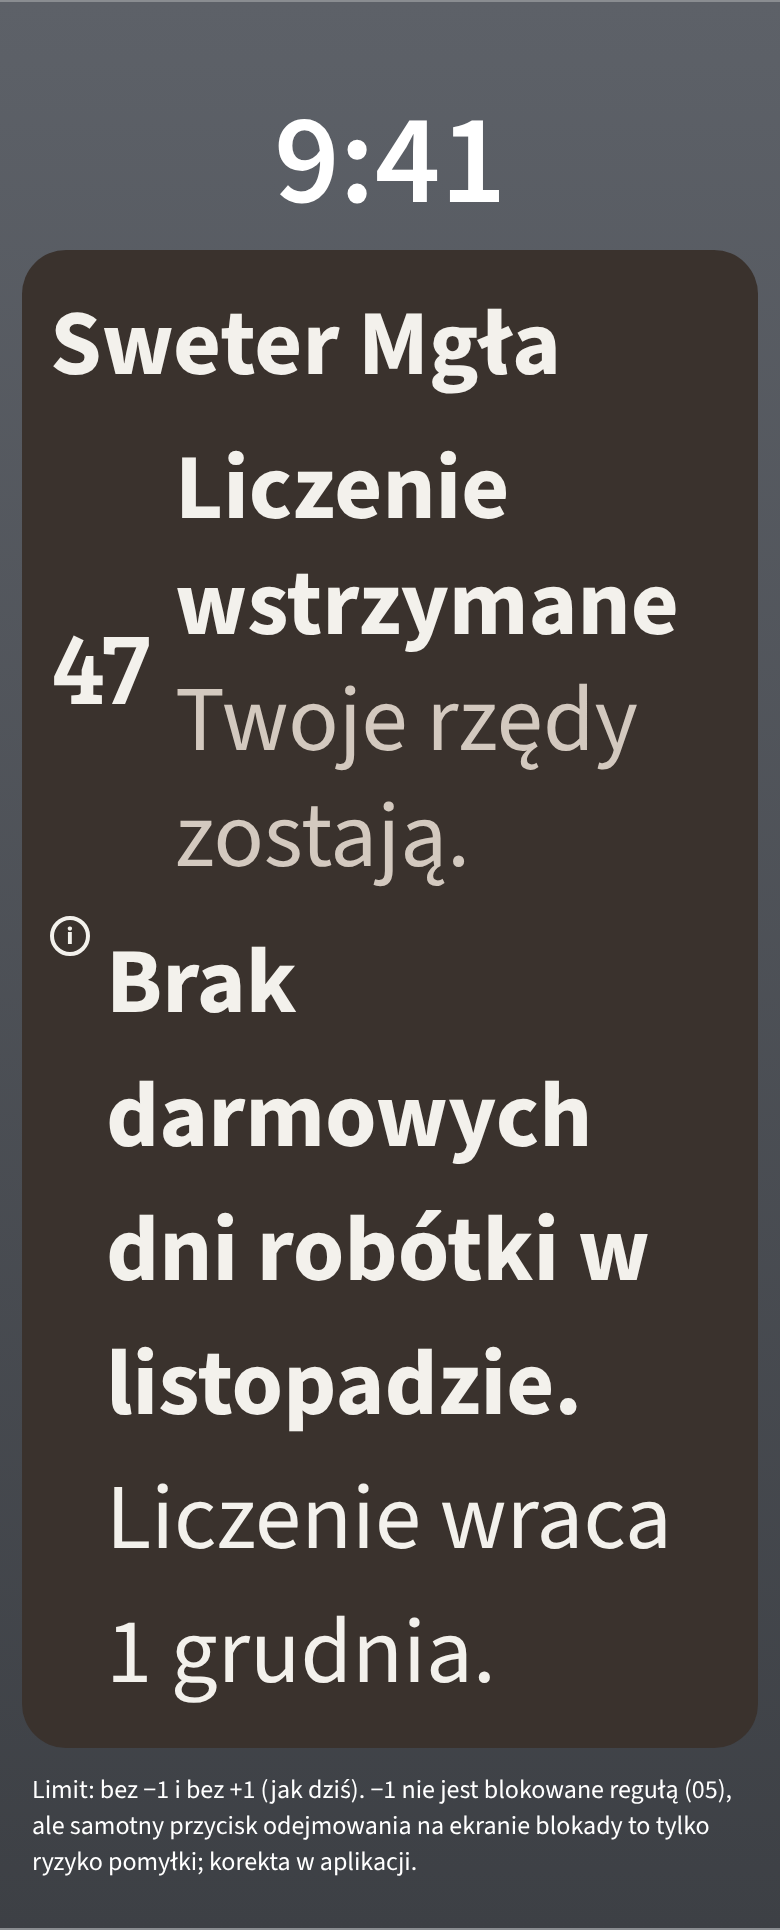 9:41
Sweter Mgła
47
Liczenie
wstrzymane
Twoje rzędy
zostają.
Brak
darmowych
dni robótki w
listopadzie.
Liczenie wraca
1 grudnia.
Limit: bez −1 i bez +1 (jak dziś). −1 nie jest blokowane regułą (05),
ale samotny przycisk odejmowania na ekranie blokady to tylko
ryzyko pomyłki; korekta w aplikacji.